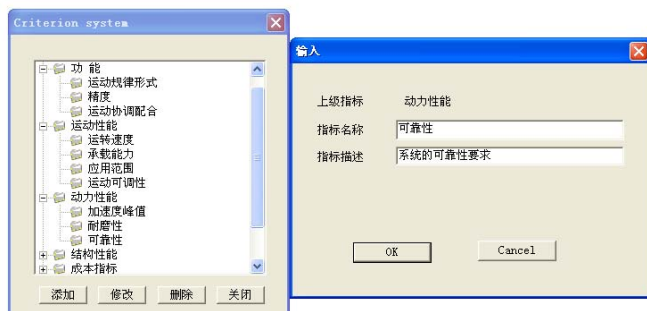 Criterion system
功 能
运动规律形式
精度
运动协调配合
运动性能
运转速度
承载能力
应用范围
运动可调性
动力性能
加速度峰值
耐磨性
可靠性
结构性能
成本指标
添加 修改 删除 关闭
输入
上级指标 动力性能
指标名称 可靠性
指标描述 系统的可靠性要求
OK Cancel